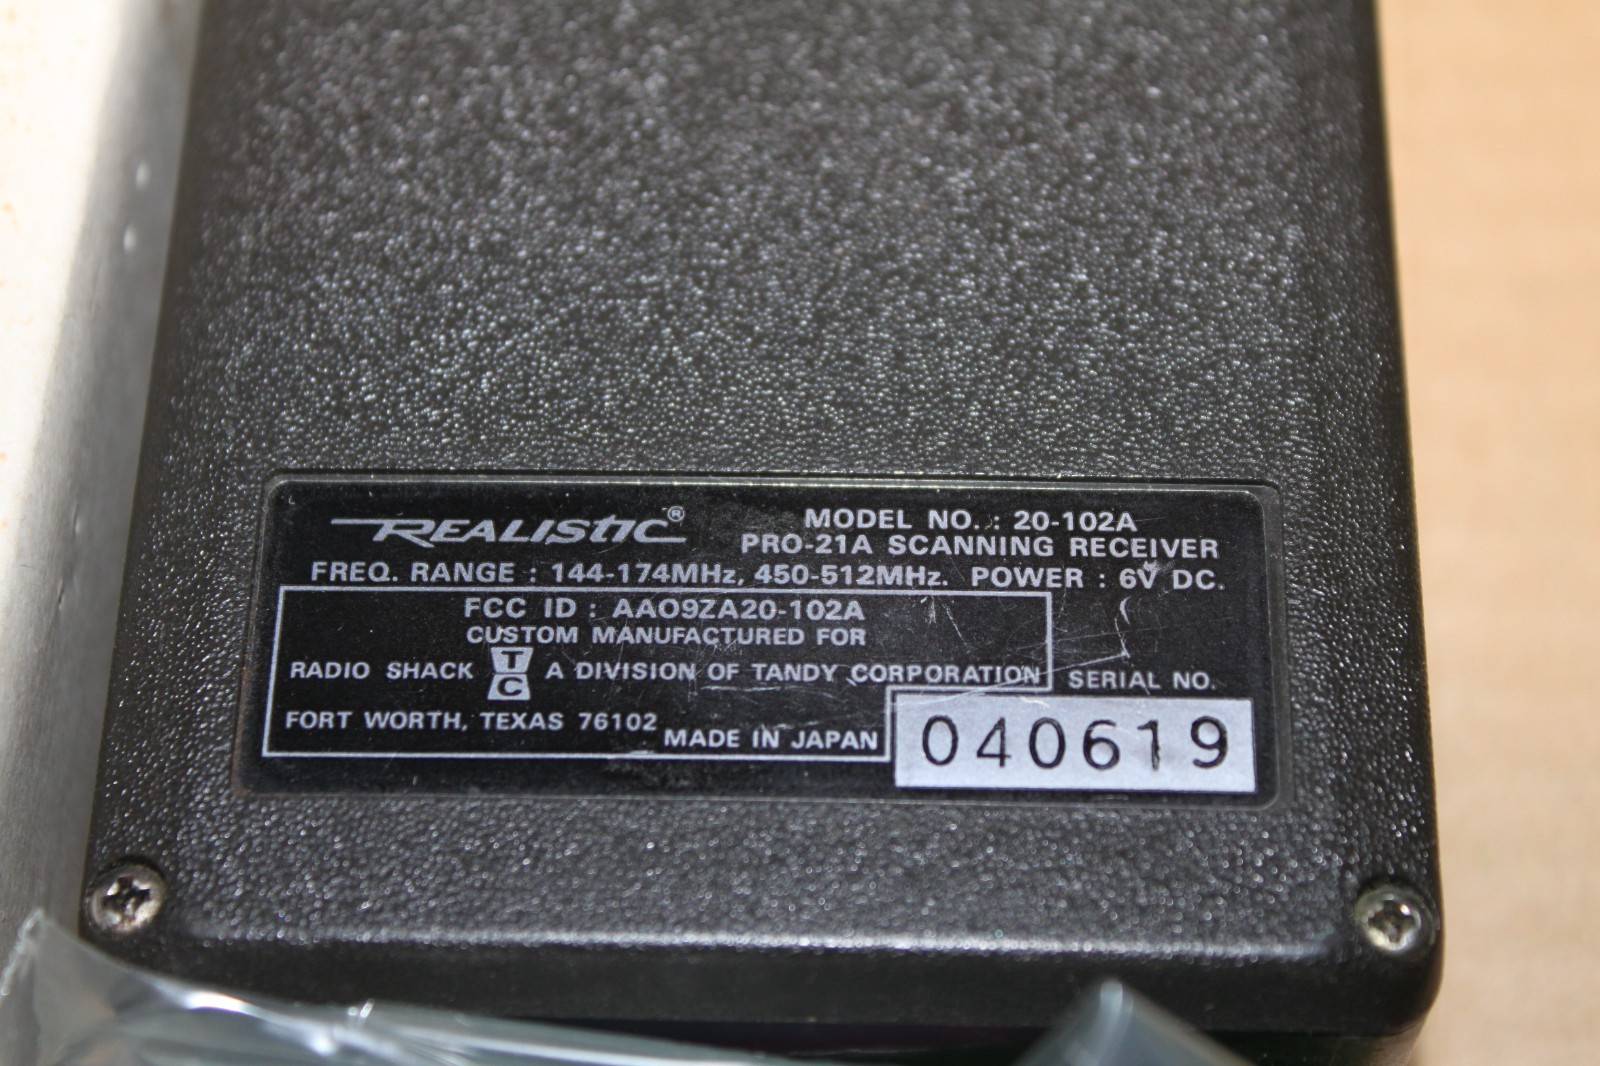 REALISTIC®
MODEL NO. : 20-102A
PRO-21A SCANNING RECEIVER
FREQ. RANGE : 144-174MHz, 450-512MHz. POWER : 6V DC.
FCC ID : AAO9ZA20-102A
CUSTOM MANUFACTURED FOR
RADIO SHACK TC A DIVISION OF TANDY CORPORATION
SERIAL NO.
FORT WORTH, TEXAS 76102
MADE IN JAPAN
040619